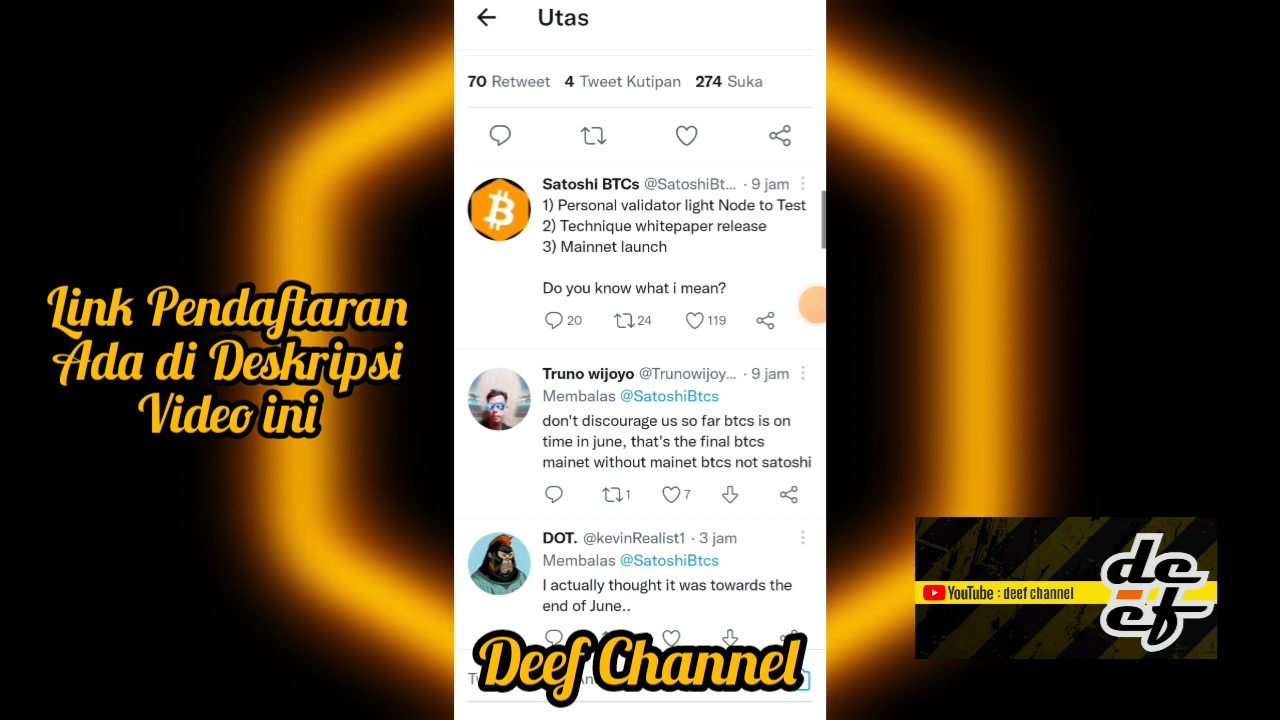 Utas
70 Retweet 4 Tweet Kutipan 274 Suka
Satoshi BTCs @SatoshiBt... · 9 jam
1) Personal validator light Node to Test
2) Technique whitepaper release
3) Mainnet launch
Do you know what i mean?
20 24 119
Truno wijoyo @Trunowijoy... · 9 jam
Membalas @SatoshiBtcs
don't discourage us so far btcs is on
time in june, that's the final btcs
mainet without mainet btcs not satoshi
1 7
DOT. @kevinRealist1 · 3 jam
Membalas @SatoshiBtcs
I actually thought it was towards the
end of June..
Deef Channel
Link Pendaftaran
Ada di Deskripsi
Video ini
YouTube : deef channel
deef